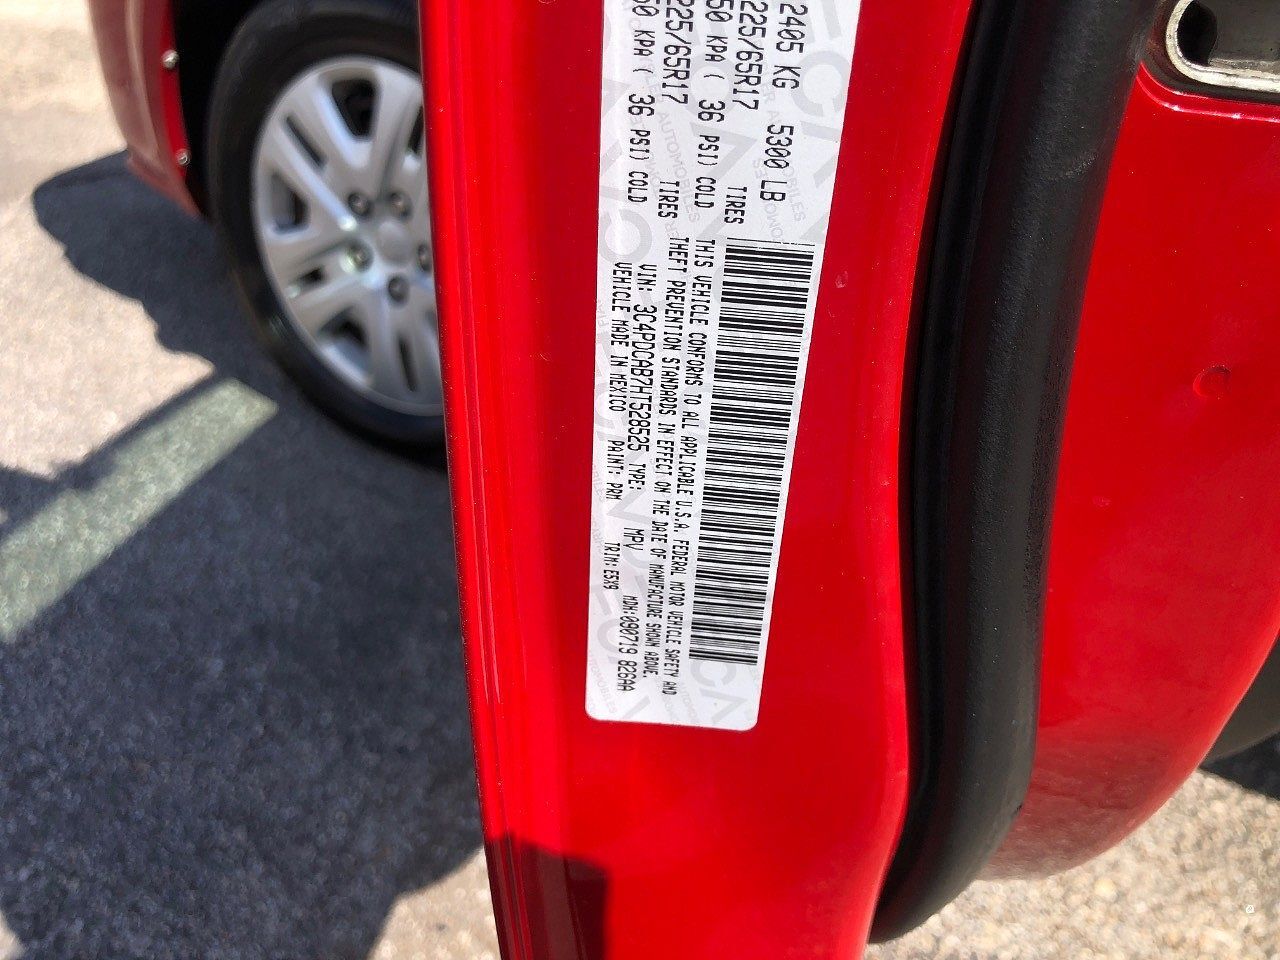 2405 KG 5300 LB
225/65R17 TIRES
50 KPA ( 36 PSI) COLD
225/65R17 TIRES
50 KPA ( 36 PSI) COLD
THIS VEHICLE CONFORMS TO ALL APPLICABLE U.S.A. FEDERAL MOTOR VEHICLE SAFETY AND
THEFT PREVENTION STANDARDS IN EFFECT ON THE DATE OF MANUFACTURE SHOWN ABOVE.
VIN: 3C4PDCAB7HT528525 TYPE: MPV MDH:090719 826AA
VEHICLE MADE IN MEXICO PAINT: PRM TRIM: E5X9